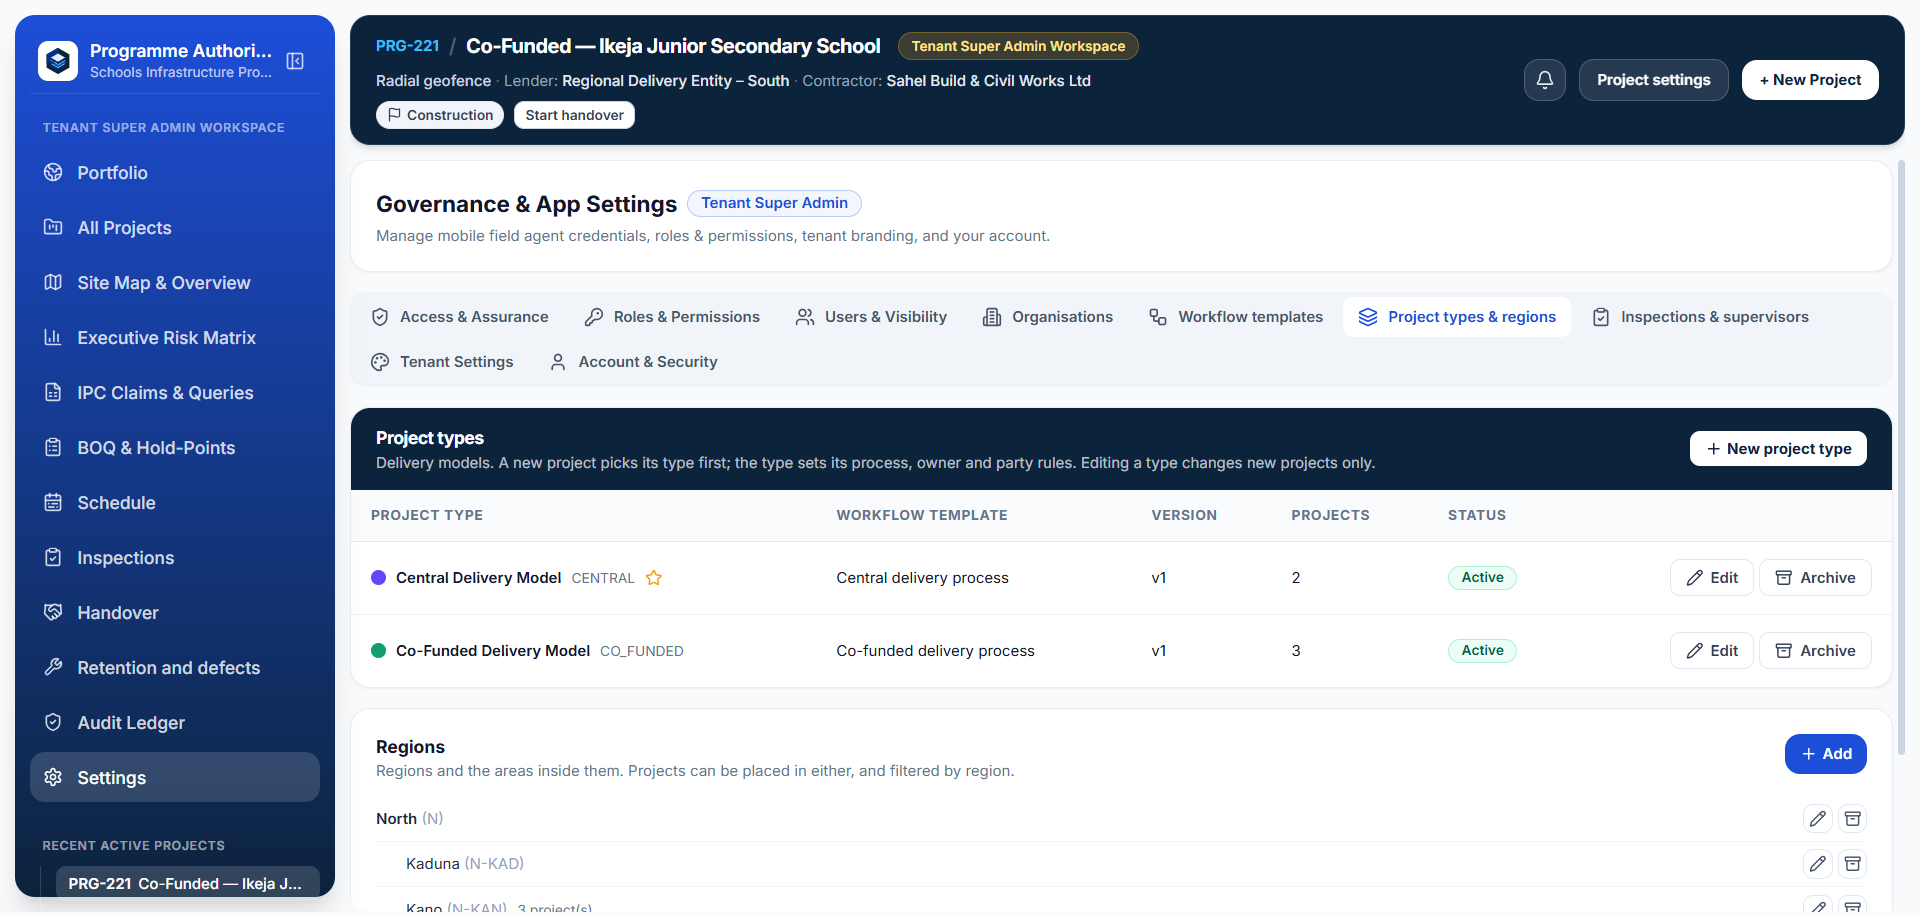 Programme Authori...
Schools Infrastructure Pro...
TENANT SUPER ADMIN WORKSPACE
Portfolio
All Projects
Site Map & Overview
Executive Risk Matrix
IPC Claims & Queries
BOQ & Hold-Points
Schedule
Inspections
Handover
Retention and defects
Audit Ledger
Settings
RECENT ACTIVE PROJECTS
PRG-221 Co-Funded — Ikeja J...
PRG-221 / Co-Funded — Ikeja Junior Secondary School Tenant Super Admin Workspace
Radial geofence · Lender: Regional Delivery Entity – South · Contractor: Sahel Build & Civil Works Ltd
Construction Start handover
Project settings
+ New Project
Governance & App Settings Tenant Super Admin
Manage mobile field agent credentials, roles & permissions, tenant branding, and your account.
Access & Assurance Roles & Permissions Users & Visibility Organisations Workflow templates Project types & regions Inspections & supervisors
Tenant Settings Account & Security
Project types
Delivery models. A new project picks its type first; the type sets its process, owner and party rules. Editing a type changes new projects only.
+ New project type
PROJECT TYPE WORKFLOW TEMPLATE VERSION PROJECTS STATUS
Central Delivery Model CENTRAL Central delivery process v1 2 Active Edit Archive
Co-Funded Delivery Model CO_FUNDED Co-funded delivery process v1 3 Active Edit Archive
Regions
Regions and the areas inside them. Projects can be placed in either, and filtered by region.
+ Add
North (N)
Kaduna (N-KAD)
Kano (N-KAN) 3 project(s)